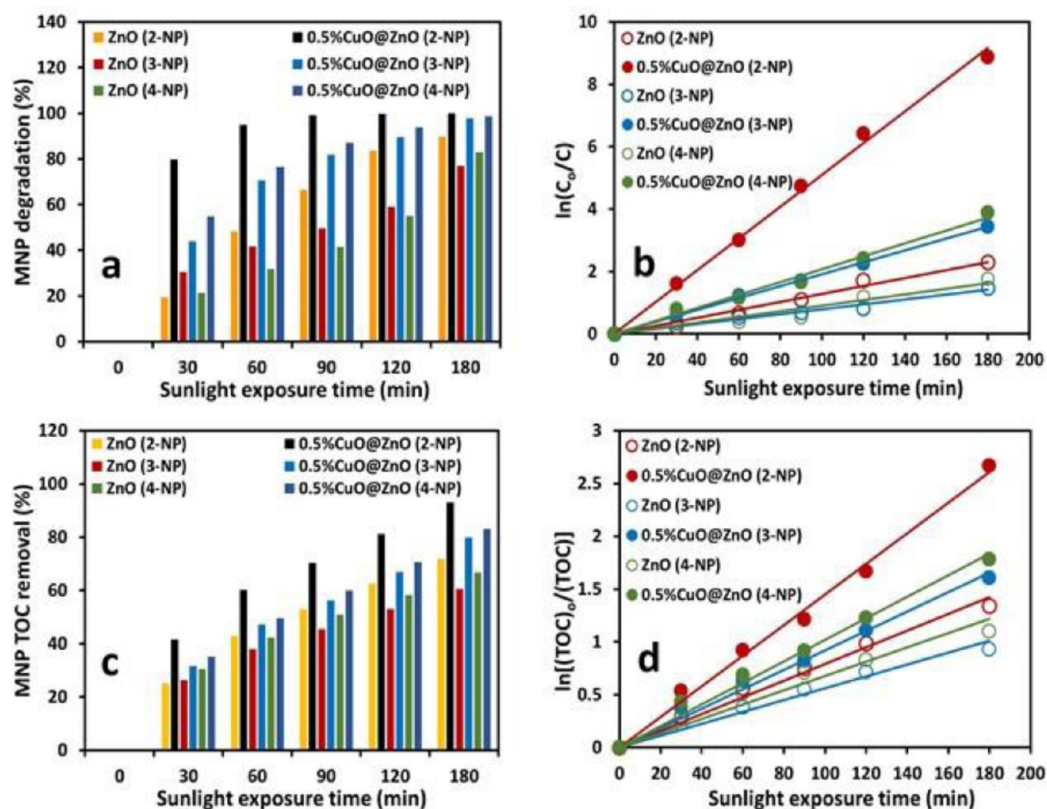 140
120
100
80
60
40
20
0
MNP degradation (%)
ZnO (2-NP)
ZnO (3-NP)
ZnO (4-NP)
0.5%CuO@ZnO (2-NP)
0.5%CuO@ZnO (3-NP)
0.5%CuO@ZnO (4-NP)
a
0 30 60 90 120 180
Sunlight exposure time (min)
10
8
6
4
2
0
ln(Co/C)
ZnO (2-NP)
0.5%CuO@ZnO (2-NP)
ZnO (3-NP)
0.5%CuO@ZnO (3-NP)
ZnO (4-NP)
0.5%CuO@ZnO (4-NP)
b
0 20 40 60 80 100 120 140 160 180 200
Sunlight exposure time (min)
120
100
80
60
40
20
0
MNP TOC removal (%)
ZnO (2-NP)
ZnO (3-NP)
ZnO (4-NP)
0.5%CuO@ZnO (2-NP)
0.5%CuO@ZnO (3-NP)
0.5%CuO@ZnO (4-NP)
c
0 30 60 90 120 180
Sunlight exposure time (min)
3
2.5
2
1.5
1
0.5
0
ln[(TOC)o/(TOC)]
ZnO (2-NP)
0.5%CuO@ZnO (2-NP)
ZnO (3-NP)
0.5%CuO@ZnO (3-NP)
ZnO (4-NP)
0.5%CuO@ZnO (4-NP)
d
0 20 40 60 80 100 120 140 160 180 200
Sunlight exposure time (min)